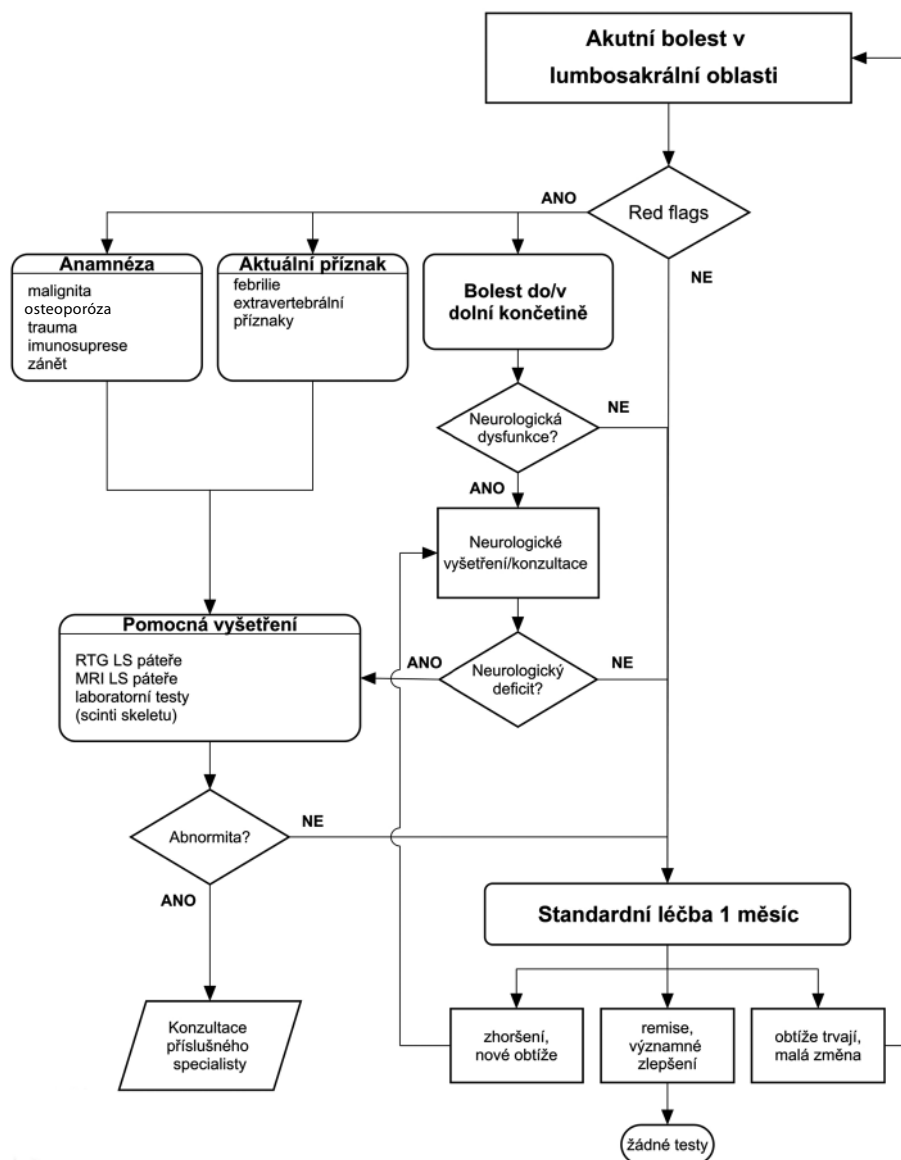 Akutní bolest v
lumbosakrální oblasti
Red flags
ANO
NE
Anamnéza
malignita
osteoporóza
trauma
imunosuprese
zánět
Aktuální příznak
febrilie
extravertebrální
příznaky
Bolest do/v
dolní končetině
Neurologická
dysfunkce?
NE
ANO
Neurologické
vyšetření/konzultace
Neurologický
deficit?
ANO
NE
Pomocná vyšetření
RTG LS páteře
MRI LS páteře
laboratorní testy
(scinti skeletu)
Abnormita?
NE
ANO
Konzultace
příslušného
specialisty
Standardní léčba 1 měsíc
zhoršení,
nové obtíže
remise,
významné
zlepšení
obtíže trvají,
malá změna
žádné testy